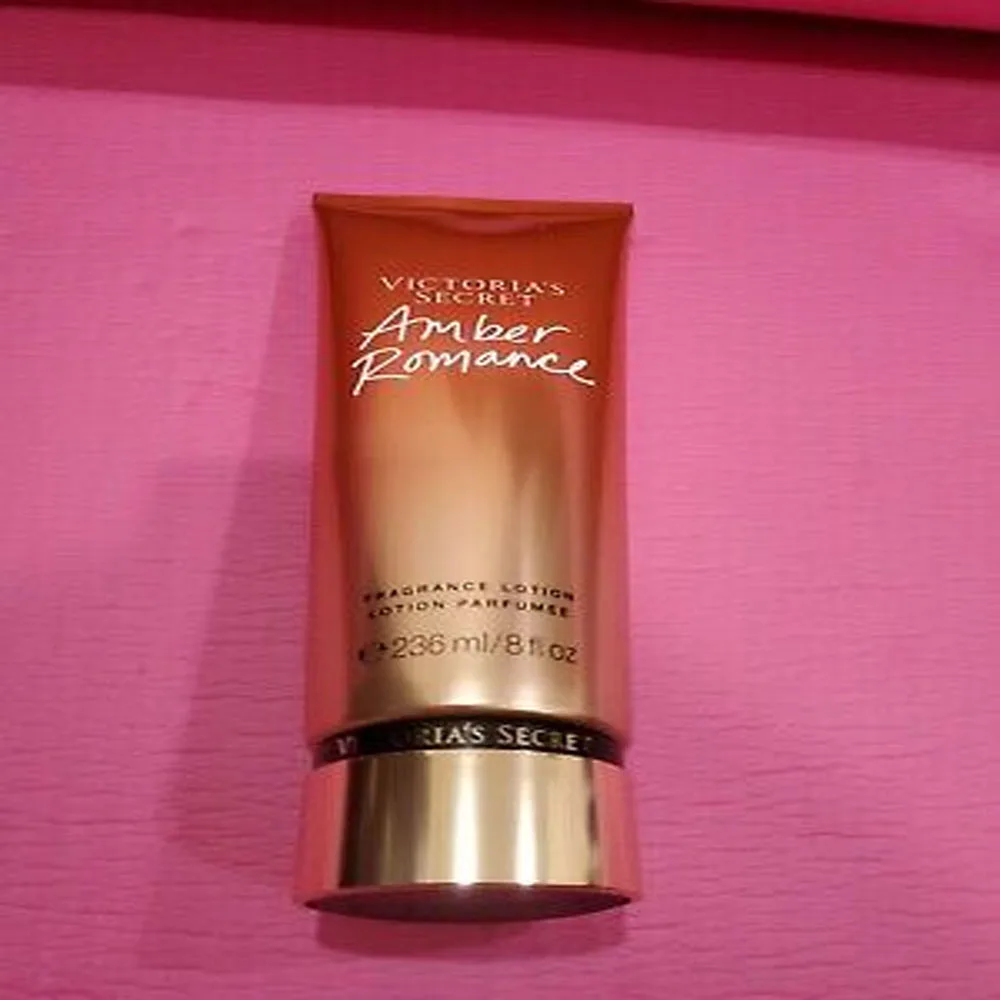 VICTORIA'S
SECRET
Amber
Romance
FRAGRANCE LOTION
LOTION PARFUMÉE
236 ml/8 fl oz
VICTORIA'S SECRET